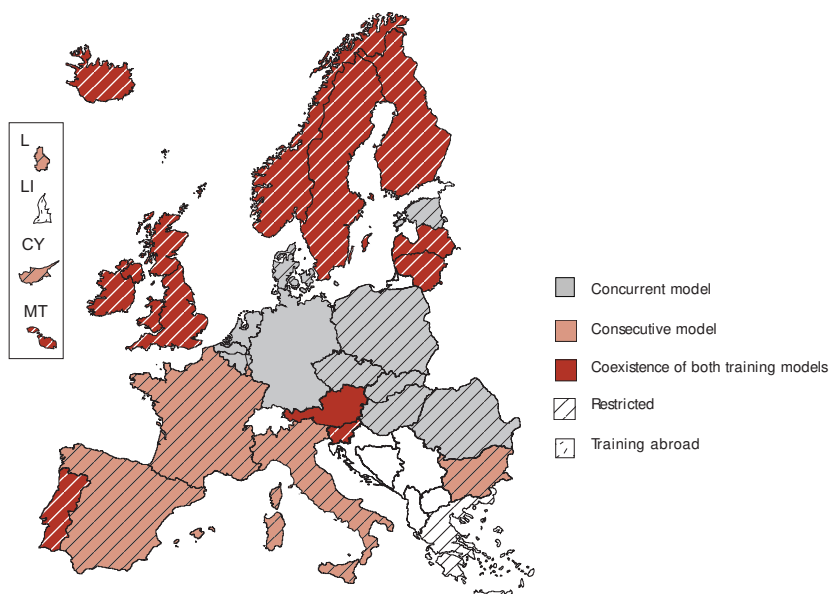 L
LI
CY
MT
Concurrent model
Consecutive model
Coexistence of both training models
Restricted
Training abroad